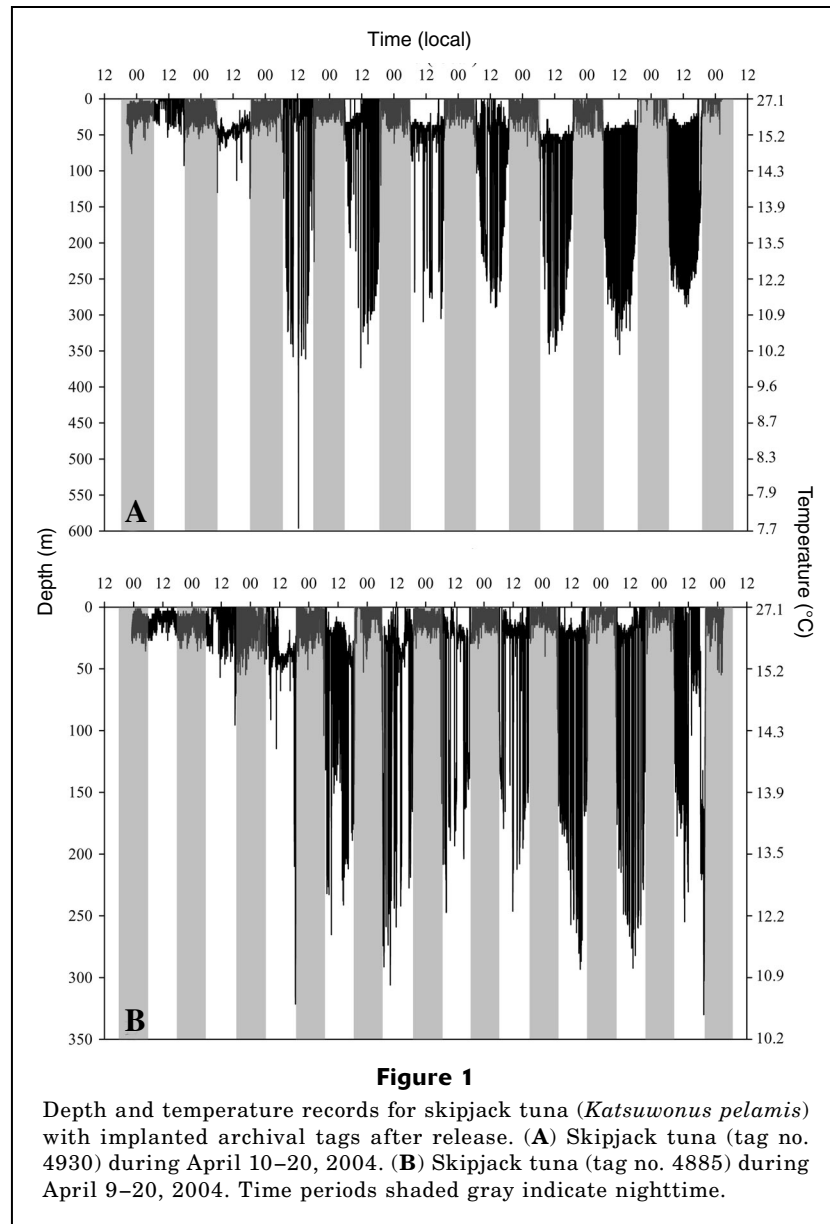 Time (local)
12 00 12 00 12 00 12 00 12 00 12 00 12 00 12 00 12 00 12 00 12
0 27.1
50 15.2
100 14.3
150 13.9
200 13.5
250 12.2
300 10.9
350 10.2
400 9.6
450 8.7
500 8.3
550 7.9
600 7.7
A
Depth (m)
Temperature (°C)
12 00 12 00 12 00 12 00 12 00 12 00 12 00 12 00 12 00 12 00 12 00 12
0 27.1
50 15.2
100 14.3
150 13.9
200 13.5
250 12.2
300 10.9
350 10.2
B
Figure 1
Depth and temperature records for skipjack tuna (Katsuwonus pelamis)
with implanted archival tags after release. (A) Skipjack tuna (tag no.
4930) during April 10–20, 2004. (B) Skipjack tuna (tag no. 4885) during
April 9–20, 2004. Time periods shaded gray indicate nighttime.